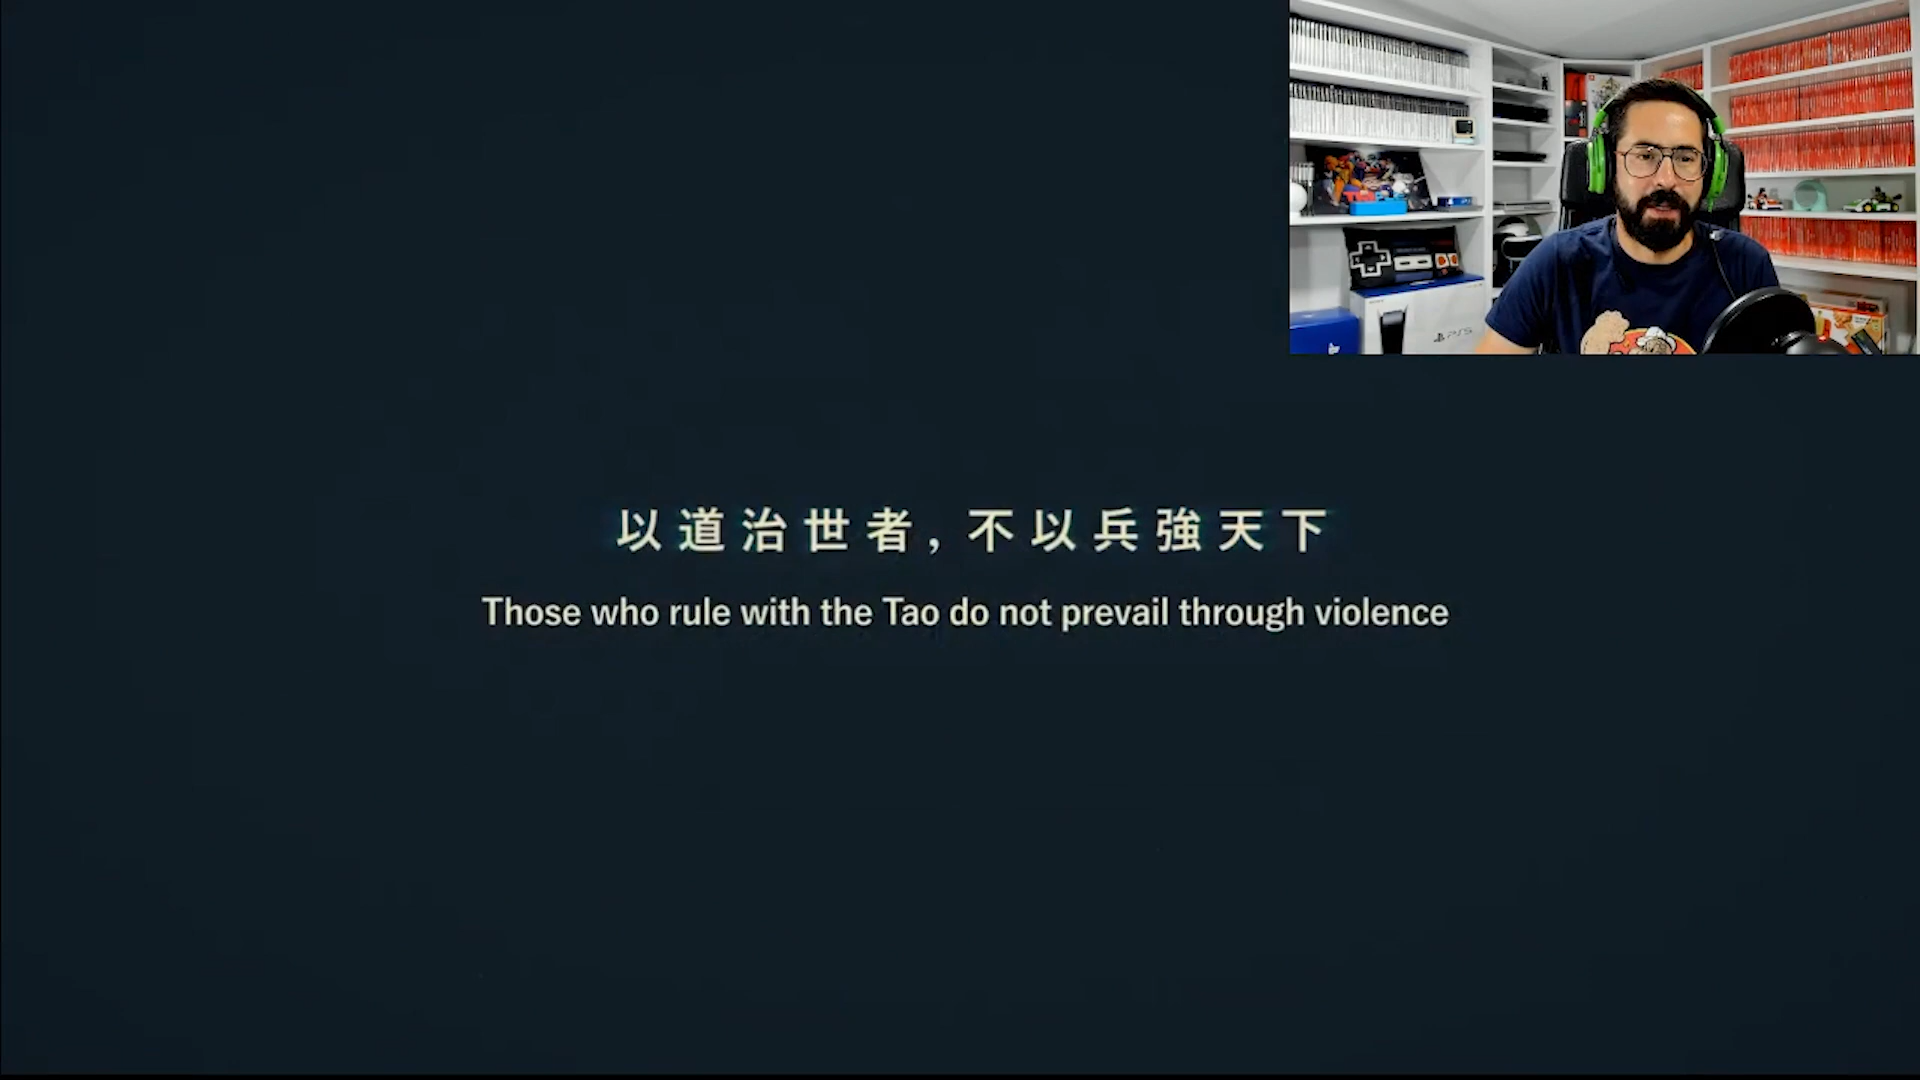 以道治世者，不以兵強天下
Those who rule with the Tao do not prevail through violence
PS5